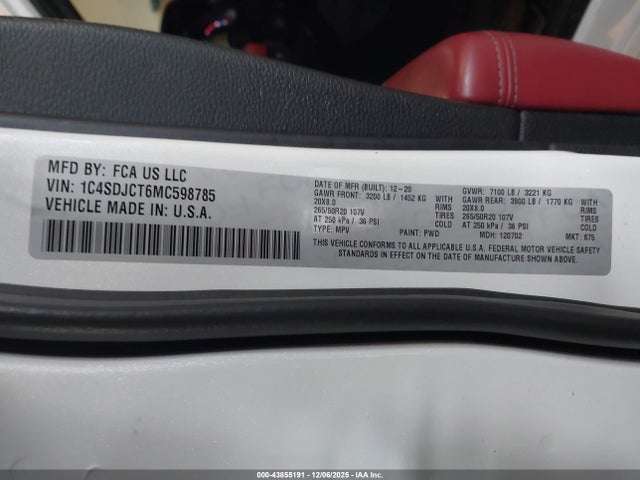 MFD BY: FCA US LLC
VIN: 1C4SDJCT6MC598785
VEHICLE MADE IN: U.S.A.
DATE OF MFR (BUILT): 12-20 GVWR: 7100 LB / 3221 KG
GAWR FRONT: 3200 LB / 1452 KG WITH GAWR REAR: 3900 LB / 1770 KG WITH
20X8.0 RIMS 20X8.0 RIMS
265/50R20 107V TIRES 265/50R20 107V TIRES
AT 250 kPa / 36 PSI COLD AT 250 kPa / 36 PSI COLD
TYPE: MPV PAINT: PWD MDH: 120702 MKT: 875
THIS VEHICLE CONFORMS TO ALL APPLICABLE U.S.A. FEDERAL MOTOR VEHICLE SAFETY
STANDARDS IN EFFECT ON THE DATE OF MANUFACTURE SHOWN ABOVE.
000-43855191 - 12/06/2025 - IAAI.COM